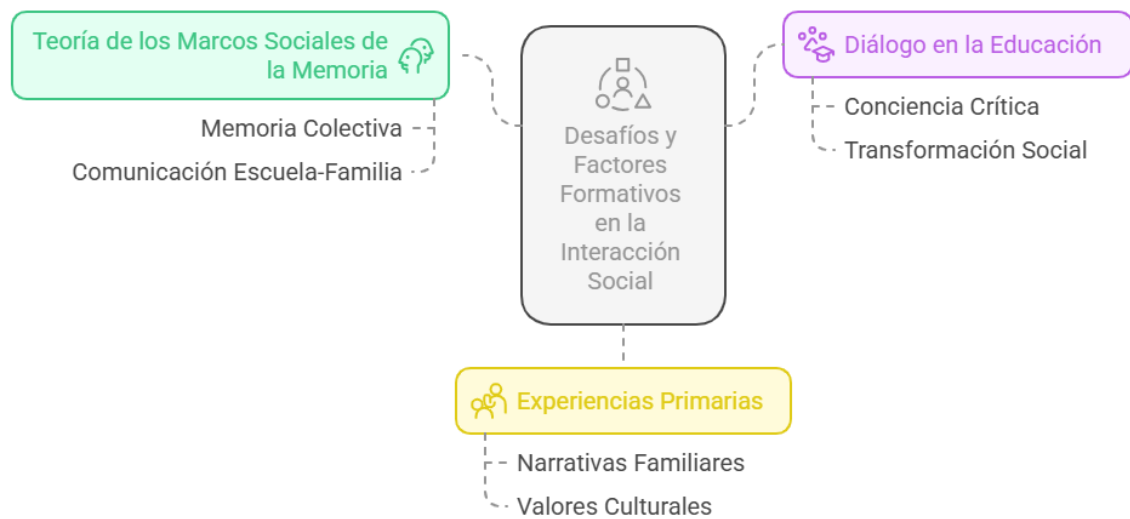 Teoría de los Marcos Sociales de
la Memoria
Memoria Colectiva
Comunicación Escuela-Familia
Desafíos y
Factores
Formativos
en la
Interacción
Social
Diálogo en la Educación
Conciencia Crítica
Transformación Social
Experiencias Primarias
Narrativas Familiares
Valores Culturales